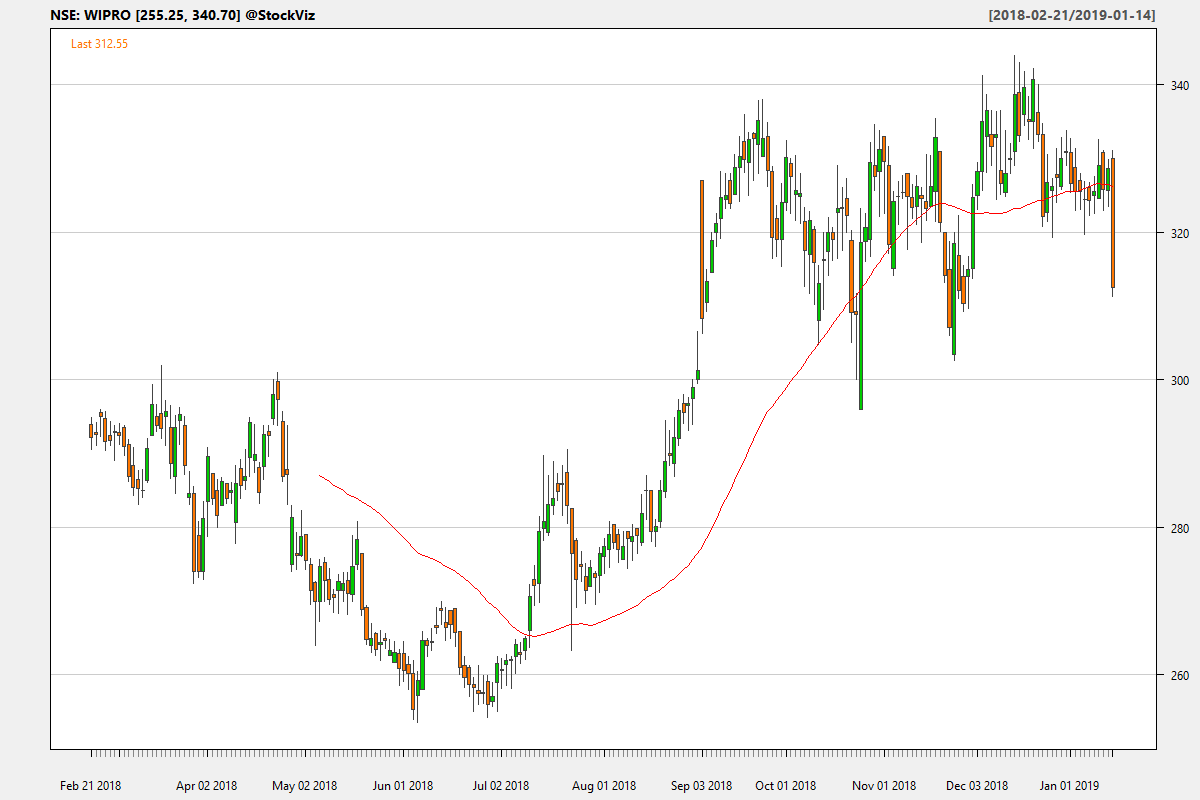 NSE: WIPRO [255.25, 340.70] @StockViz [2018-02-21/2019-01-14]
Last 312.55
340
320
300
280
260
Feb 21 2018 Apr 02 2018 May 02 2018 Jun 01 2018 Jul 02 2018 Aug 01 2018 Sep 03 2018 Oct 01 2018 Nov 01 2018 Dec 03 2018 Jan 01 2019